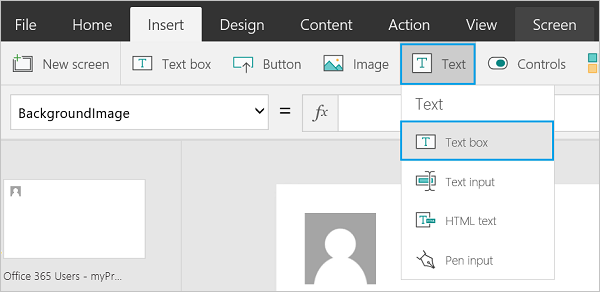 File Home Insert Design Content Action View Screen
New screen T Text box Button Image T Text Controls
BackgroundImage = fx
Text
T Text box
Text input
T HTML text
Pen input
Office 365 Users - myPr...